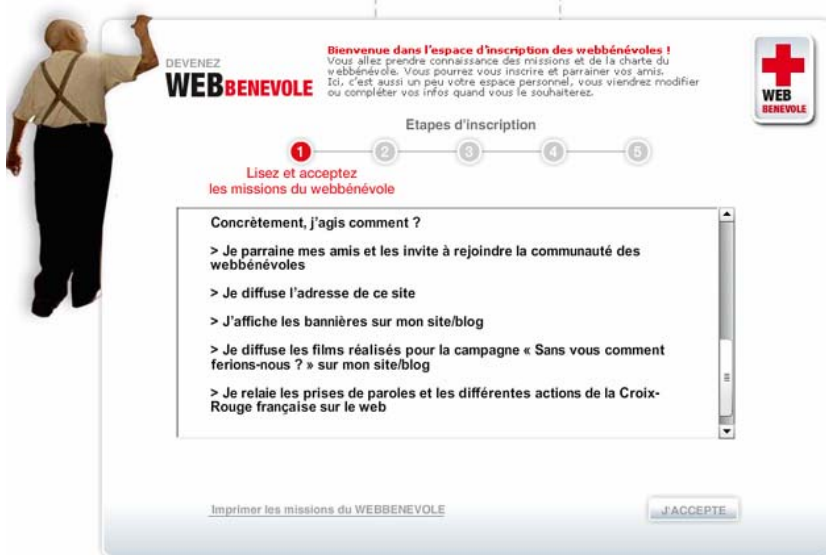 DEVENEZ
WEBBENEVOLE
Bienvenue dans l'espace d'inscription des webbénévoles !
Vous allez prendre connaissance des missions et de la charte du
webbénévole. Vous pourrez vous inscrire et parrainer vos amis.
Ici, c'est aussi un peu votre espace personnel, vous viendrez modifier
ou compléter vos infos quand vous le souhaiterez.
WEB
BENEVOLE
Etapes d'inscription
1 2 3 4 5
Lisez et acceptez
les missions du webbénévole
Concrètement, j'agis comment ?
> Je parraine mes amis et les invite à rejoindre la communauté des
webbénévoles
> Je diffuse l'adresse de ce site
> J'affiche les bannières sur mon site/blog
> Je diffuse les films réalisés pour la campagne « Sans vous comment
ferions-nous ? » sur mon site/blog
> Je relaie les prises de paroles et les différentes actions de la Croix-
Rouge française sur le web
Imprimer les missions du WEBBENEVOLE
J'ACCEPTE